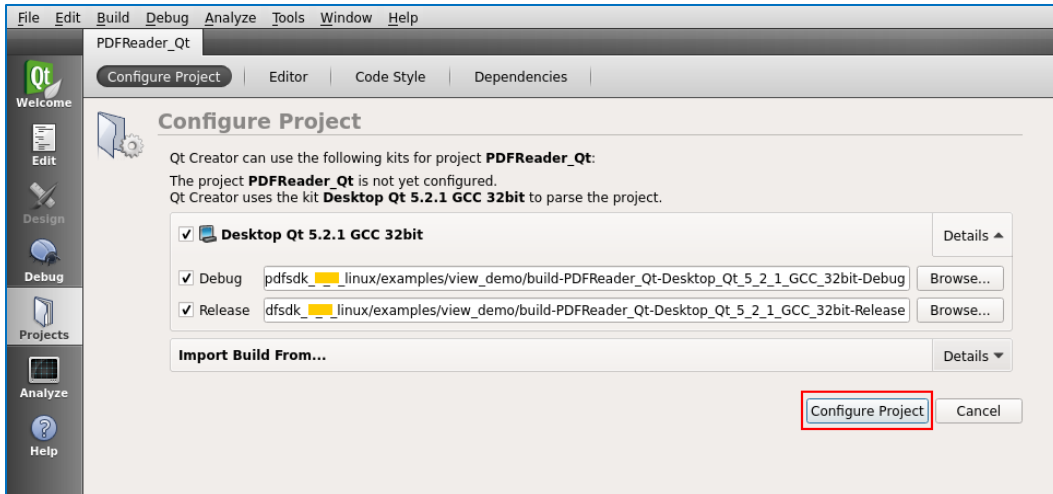 File Edit Build Debug Analyze Tools Window Help
PDFReader_Qt
Configure Project Editor Code Style Dependencies
Welcome
Edit
Design
Debug
Projects
Analyze
Help
Configure Project
Qt Creator can use the following kits for project PDFReader_Qt:
The project PDFReader_Qt is not yet configured.
Qt Creator uses the kit Desktop Qt 5.2.1 GCC 32bit to parse the project.
Desktop Qt 5.2.1 GCC 32bit Details
Debug pdfsdk_ _ _linux/examples/view_demo/build-PDFReader_Qt-Desktop_Qt_5_2_1_GCC_32bit-Debug Browse...
Release dfsdk_ _ _linux/examples/view_demo/build-PDFReader_Qt-Desktop_Qt_5_2_1_GCC_32bit-Release Browse...
Import Build From... Details
Configure Project Cancel